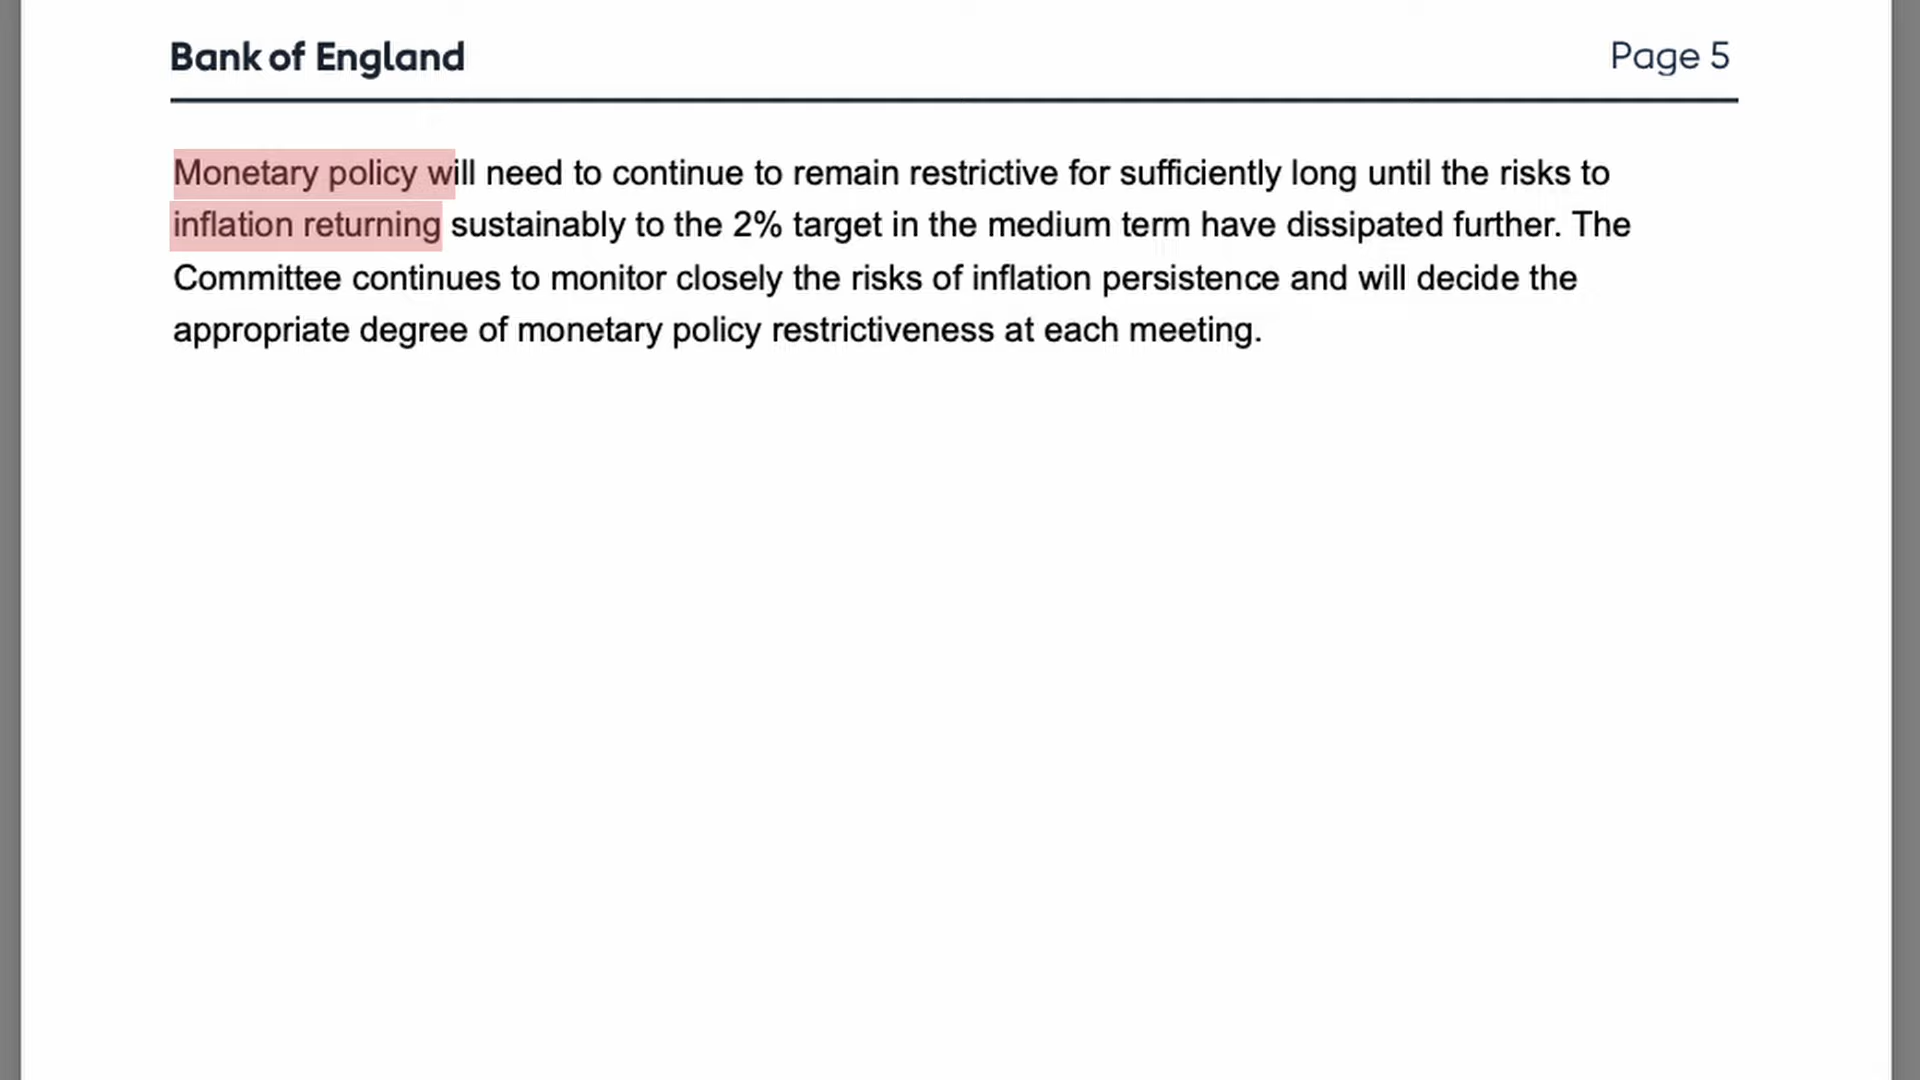 Bank of England
Page 5
Monetary policy will need to continue to remain restrictive for sufficiently long until the risks to
inflation returning sustainably to the 2% target in the medium term have dissipated further. The
Committee continues to monitor closely the risks of inflation persistence and will decide the
appropriate degree of monetary policy restrictiveness at each meeting.